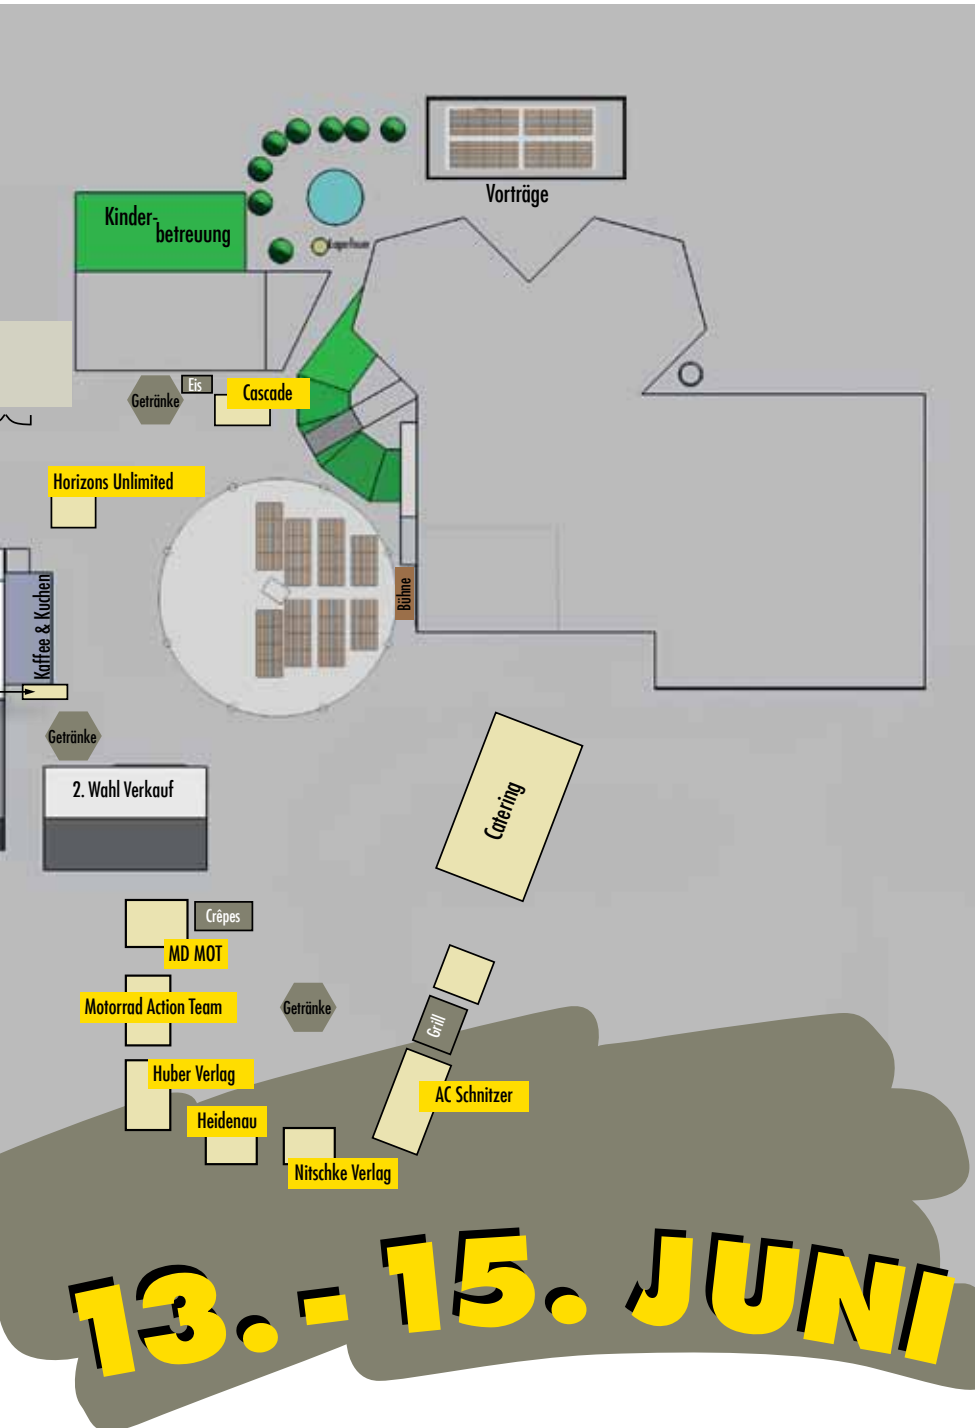 Vorträge
Kinder-
betreuung
Lagerfeuer
Eis
Getränke
Cascade
Horizons Unlimited
Kaffee & Kuchen
Bühne
Getränke
2. Wahl Verkauf
Catering
Crêpes
MD MOT
Motorrad Action Team
Getränke
Grill
Huber Verlag
AC Schnitzer
Heidenau
Nitschke Verlag
13. - 15. JUNI